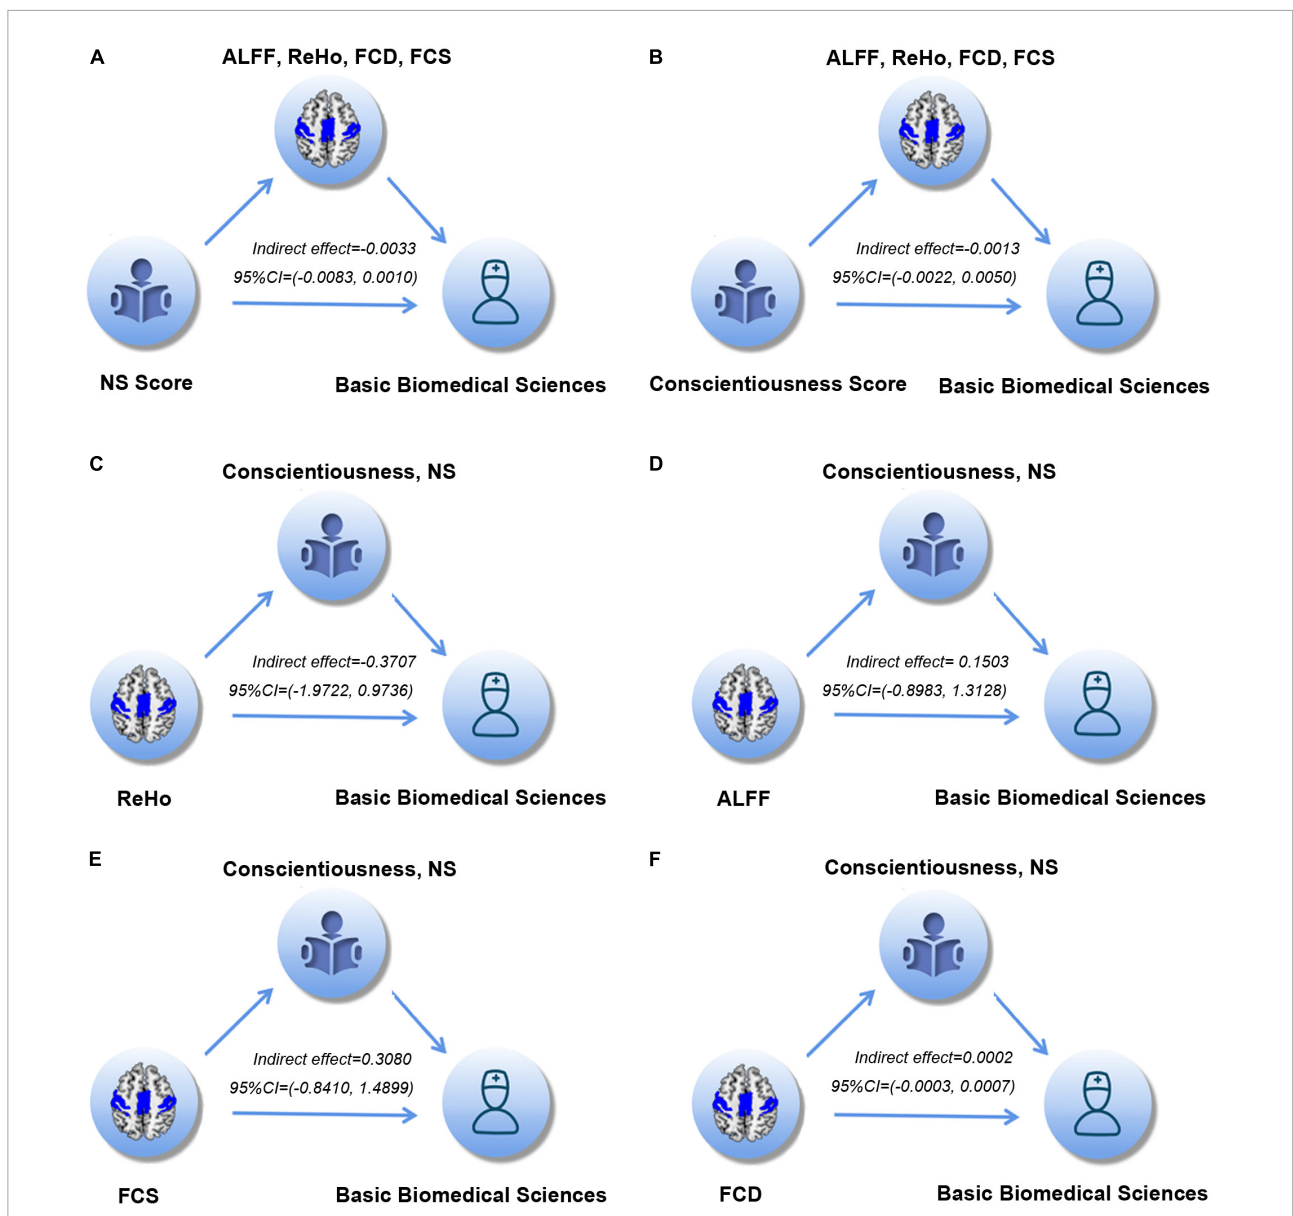 A
ALFF, ReHo, FCD, FCS
Indirect effect=-0.0033
95%CI=(-0.0083, 0.0010)
NS Score
Basic Biomedical Sciences
B
ALFF, ReHo, FCD, FCS
Indirect effect=-0.0013
95%CI=(-0.0022, 0.0050)
Conscientiousness Score
Basic Biomedical Sciences
C
Conscientiousness, NS
Indirect effect=-0.3707
95%CI=(-1.9722, 0.9736)
ReHo
Basic Biomedical Sciences
D
Conscientiousness, NS
Indirect effect= 0.1503
95%CI=(-0.8983, 1.3128)
ALFF
Basic Biomedical Sciences
E
Conscientiousness, NS
Indirect effect=0.3080
95%CI=(-0.8410, 1.4899)
FCS
Basic Biomedical Sciences
F
Conscientiousness, NS
Indirect effect=0.0002
95%CI=(-0.0003, 0.0007)
FCD
Basic Biomedical Sciences